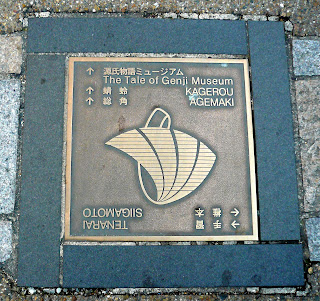 ↑ 源氏物語ミュージアム
The Tale of Genji Museum
↑ 蜻蛉 KAGEROU
↑ 総角 AGEMAKI
← 手習 TENARAI
→ 椎本 SIIGAMOTO